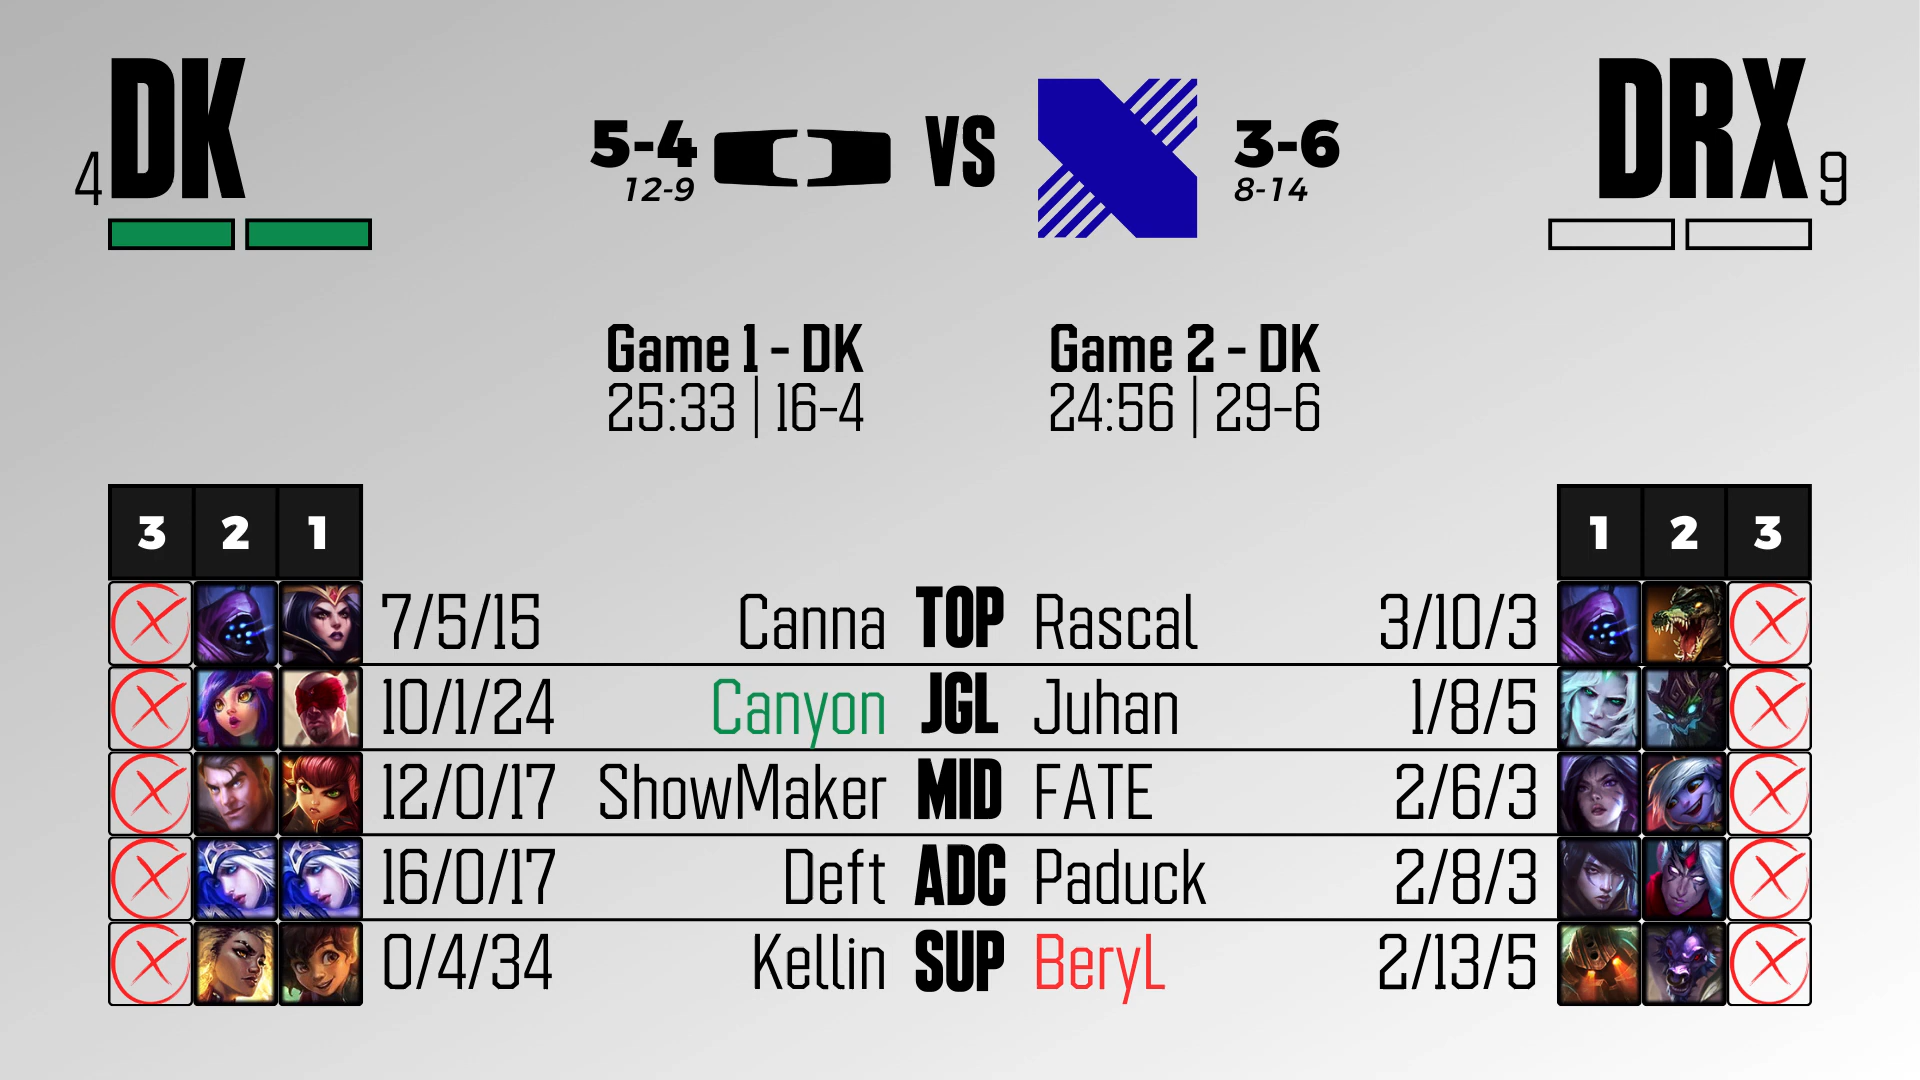 4 DK
5-4
12-9
VS
3-6
8-14
DRX 9
Game 1 - DK
25:33 | 16-4
Game 2 - DK
24:56 | 29-6
3 2 1
1 2 3
7/5/15 Canna TOP Rascal 3/10/3
10/1/24 Canyon JGL Juhan 1/8/5
12/0/17 ShowMaker MID FATE 2/6/3
16/0/17 Deft ADC Paduck 2/8/3
0/4/34 Kellin SUP BeryL 2/13/5